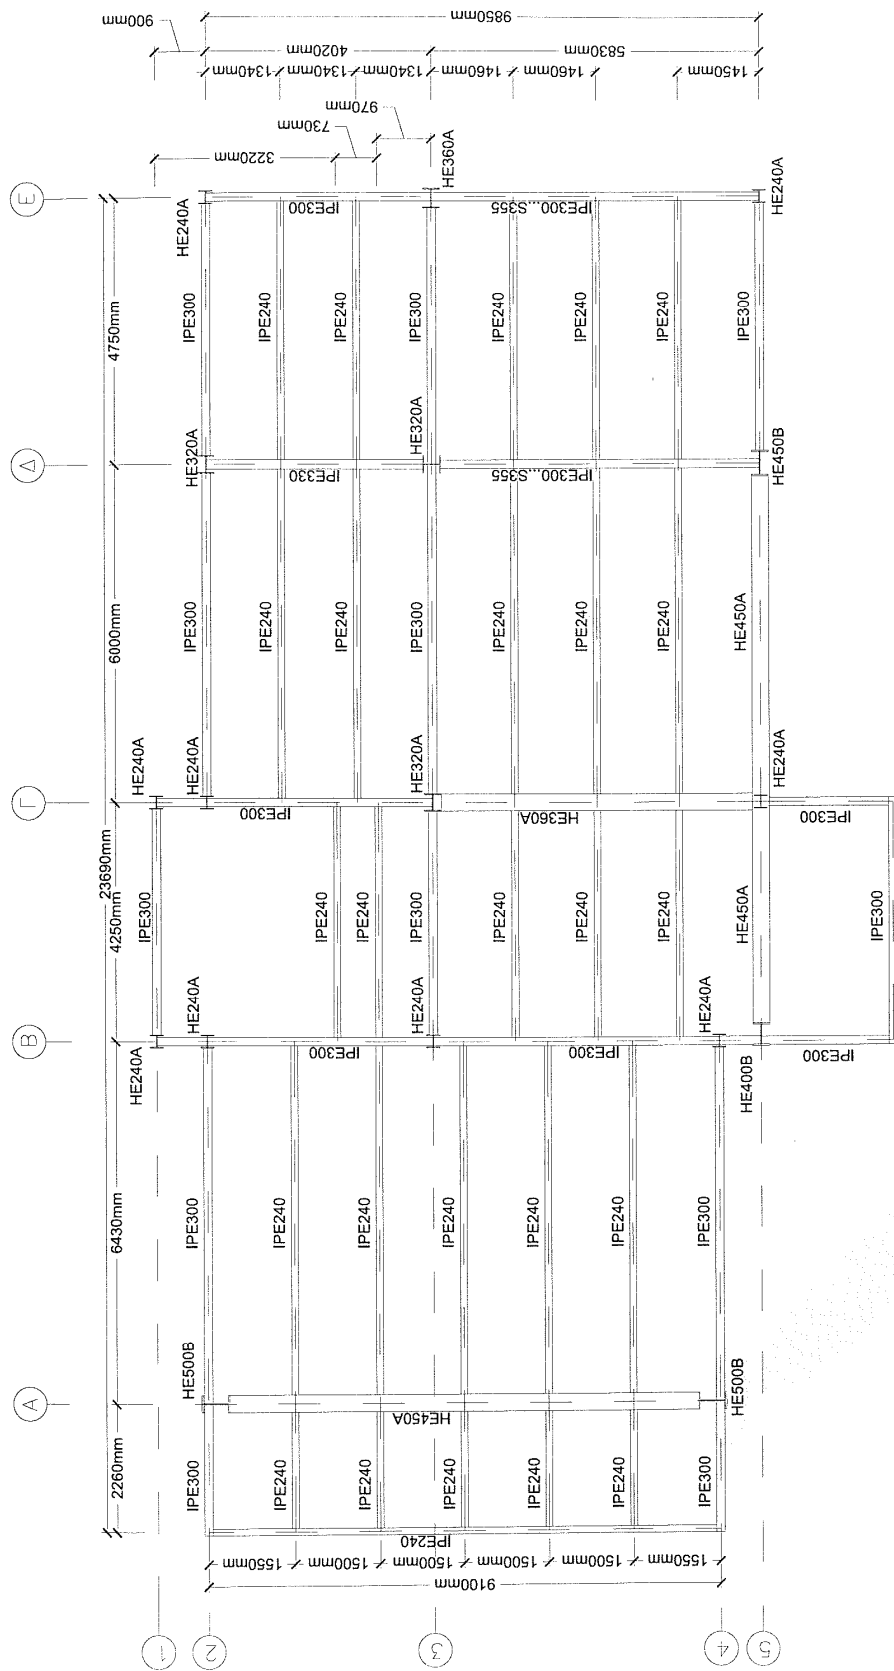 Α
Β
Γ
Δ
Ε
23690mm
2260mm
6430mm
4250mm
6000mm
4750mm
1
2
3
4
5
HE240A
IPE300
HE240A
900mm
IPE300
HE500B
IPE300
HE240A
HE240A
IPE300
HE320A
IPE300
HE240A
IPE240
IPE240
IPE300
IPE300
IPE240
IPE240
IPE330
IPE300
IPE240
IPE240
IPE240
IPE240
IPE240
IPE240
IPE240
IPE240
HE240A
IPE300
HE320A
IPE300
HE320A
IPE300
HE360A
IPE240
IPE240
HE450A
IPE240
IPE240
IPE240
IPE240
IPE240
IPE240
IPE300
IPE240
HE360A
IPE240
IPE300...S355
IPE240
IPE300...S355
IPE240
IPE240
IPE240
IPE240
IPE240
IPE300
HE500B
IPE300
HE240A
HE400B
HE450A
HE240A
HE450A
HE450B
IPE300
HE240A
IPE300
IPE300
IPE300
1550mm
1500mm
1500mm
1500mm
1500mm
1550mm
9100mm
3220mm
730mm
970mm
1340mm
1340mm
1340mm
1460mm
1460mm
1450mm
4020mm
5830mm
9850mm